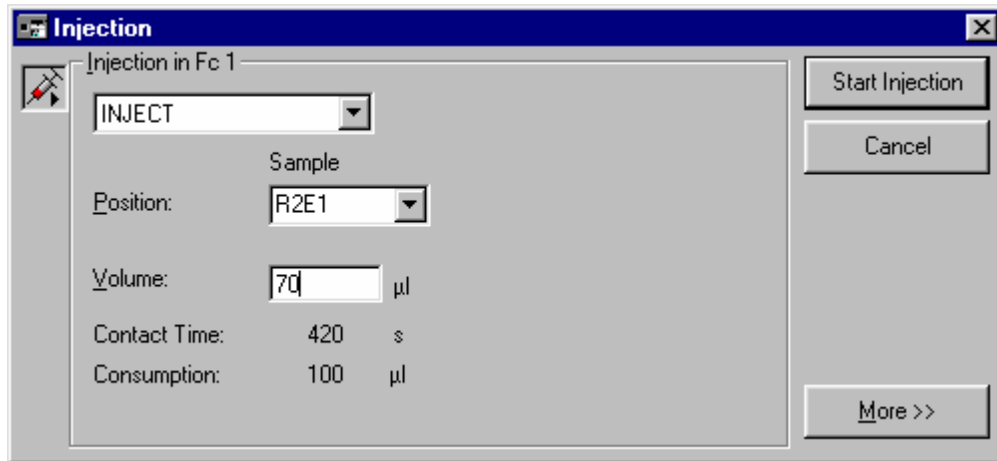 Injection
Injection in Fc 1
INJECT
Sample
Position:
R2E1
Volume:
70 µl
Contact Time: 420 s
Consumption: 100 µl
Start Injection
Cancel
More >>